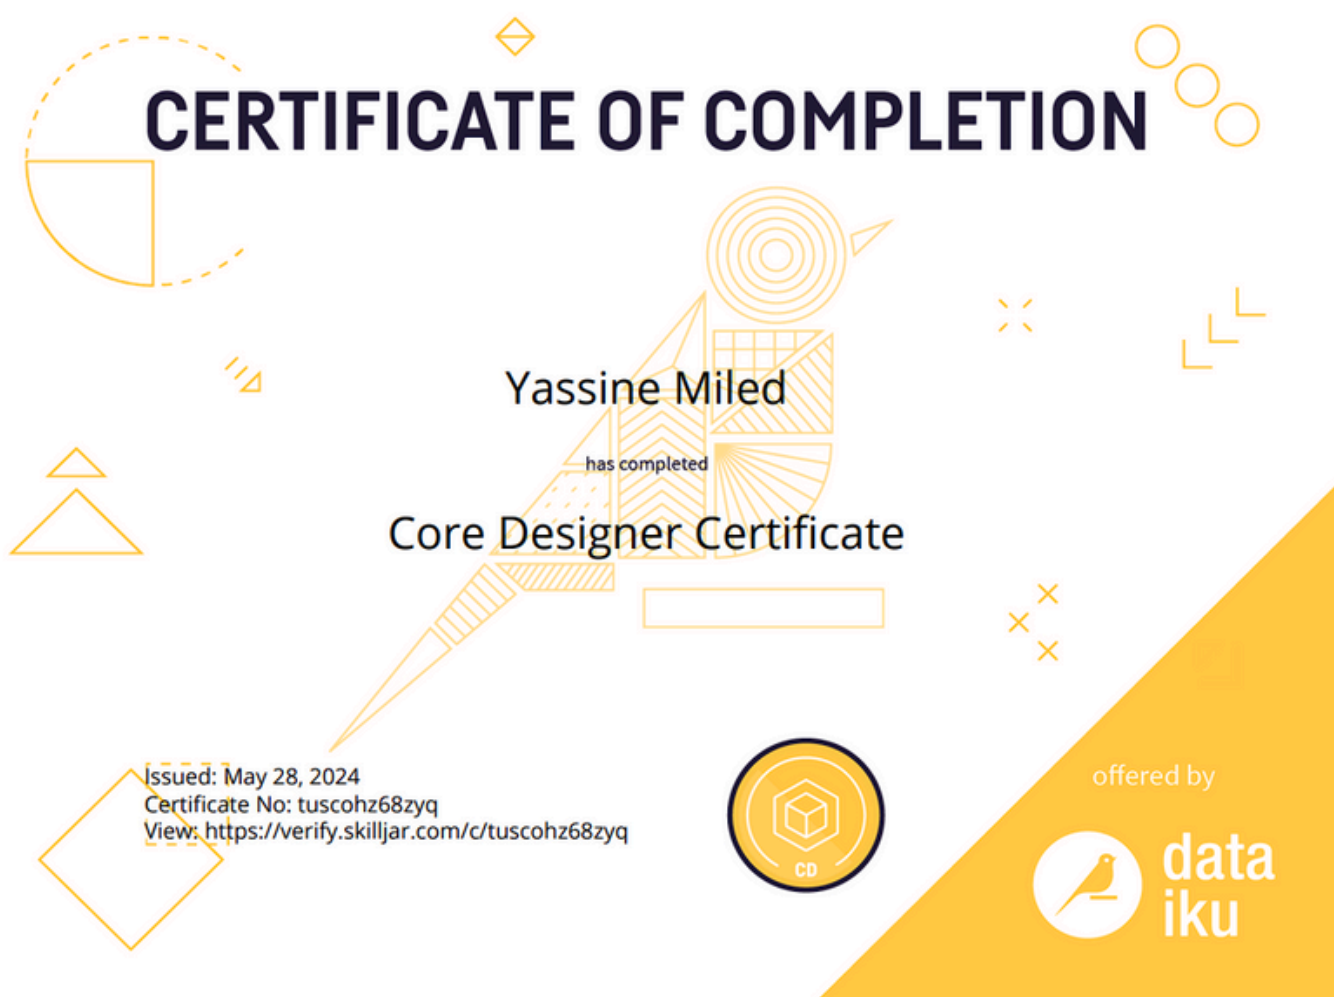 CERTIFICATE OF COMPLETION
Yassine Miled
has completed
Core Designer Certificate
Issued: May 28, 2024
Certificate No: tuscohz68zyq
View: https://verify.skilljar.com/c/tuscohz68zyq
CD
offered by
data
iku